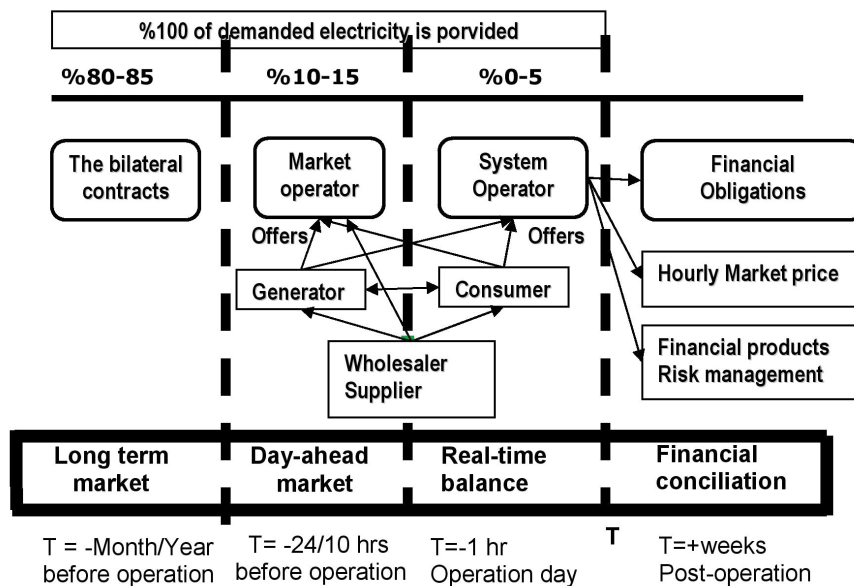 %100 of demanded electricity is porvided
%80-85
%10-15
%0-5
The bilateral
contracts
Market
operator
System
Operator
Financial
Obligations
Offers
Offers
Generator
Consumer
Hourly Market price
Wholesaler
Supplier
Financial products
Risk management
Long term
market
Day-ahead
market
Real-time
balance
Financial
conciliation
T = -Month/Year
before operation
T= -24/10 hrs
before operation
T=-1 hr
Operation day
T
T=+weeks
Post-operation